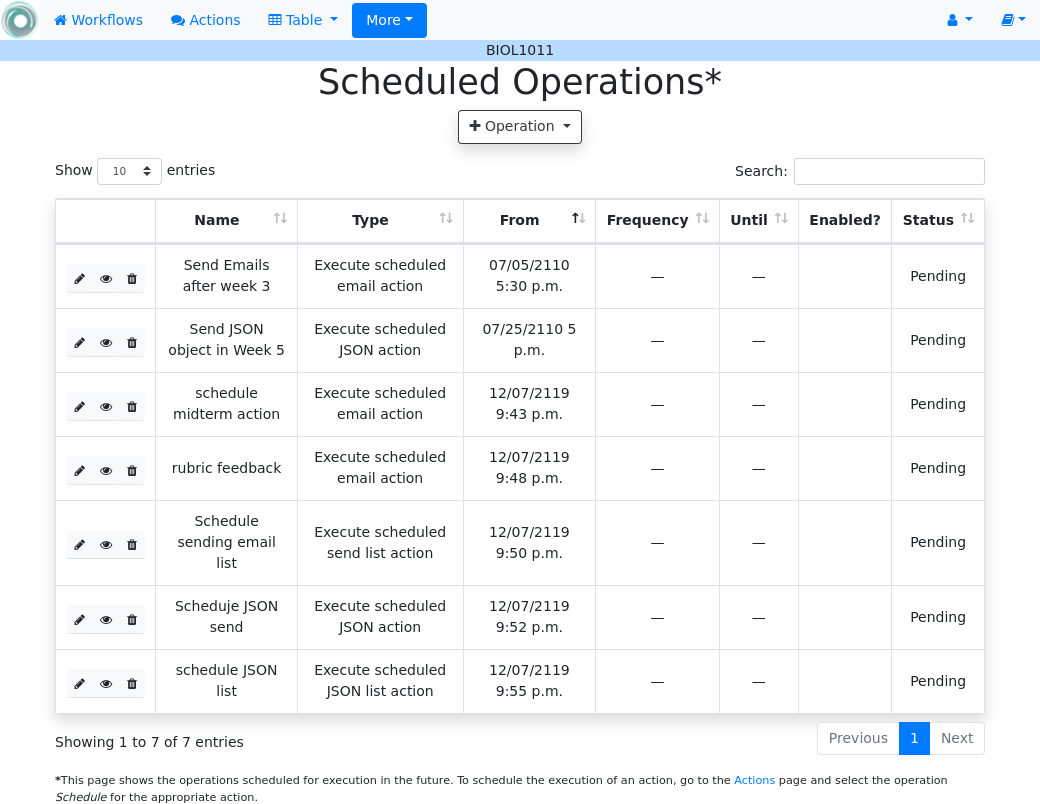 Workflows Actions Table More
BIOL1011
Scheduled Operations*
Operation
Show 10 entries Search:
Name Type From Frequency Until Enabled? Status
Send Emails after week 3 Execute scheduled email action 07/05/2110 5:30 p.m. — — Pending
Send JSON object in Week 5 Execute scheduled JSON action 07/25/2110 5 p.m. — — Pending
schedule midterm action Execute scheduled email action 12/07/2119 9:43 p.m. — — Pending
rubric feedback Execute scheduled email action 12/07/2119 9:48 p.m. — — Pending
Schedule sending email list Execute scheduled send list action 12/07/2119 9:50 p.m. — — Pending
Scheduje JSON send Execute scheduled JSON action 12/07/2119 9:52 p.m. — — Pending
schedule JSON list Execute scheduled JSON list action 12/07/2119 9:55 p.m. — — Pending
Showing 1 to 7 of 7 entries Previous 1 Next
*This page shows the operations scheduled for execution in the future. To schedule the execution of an action, go to the Actions page and select the operation
Schedule for the appropriate action.